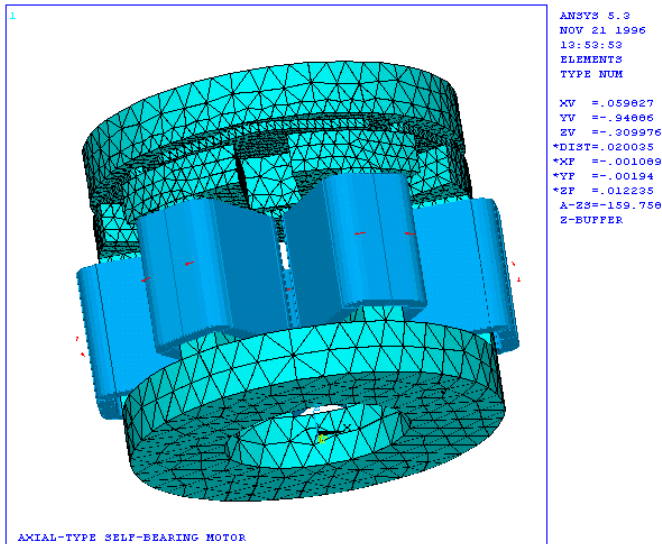 1
ANSYS 5.3
NOV 21 1996
13:53:53
ELEMENTS
TYPE NUM
XV =.059827
YV =-.94886
ZV =-.309976
*DIST=.020035
*XF =-.001089
*YF =-.00194
*ZF =.012235
A-ZS=-159.758
Z-BUFFER
AXIAL-TYPE SELF-BEARING MOTOR